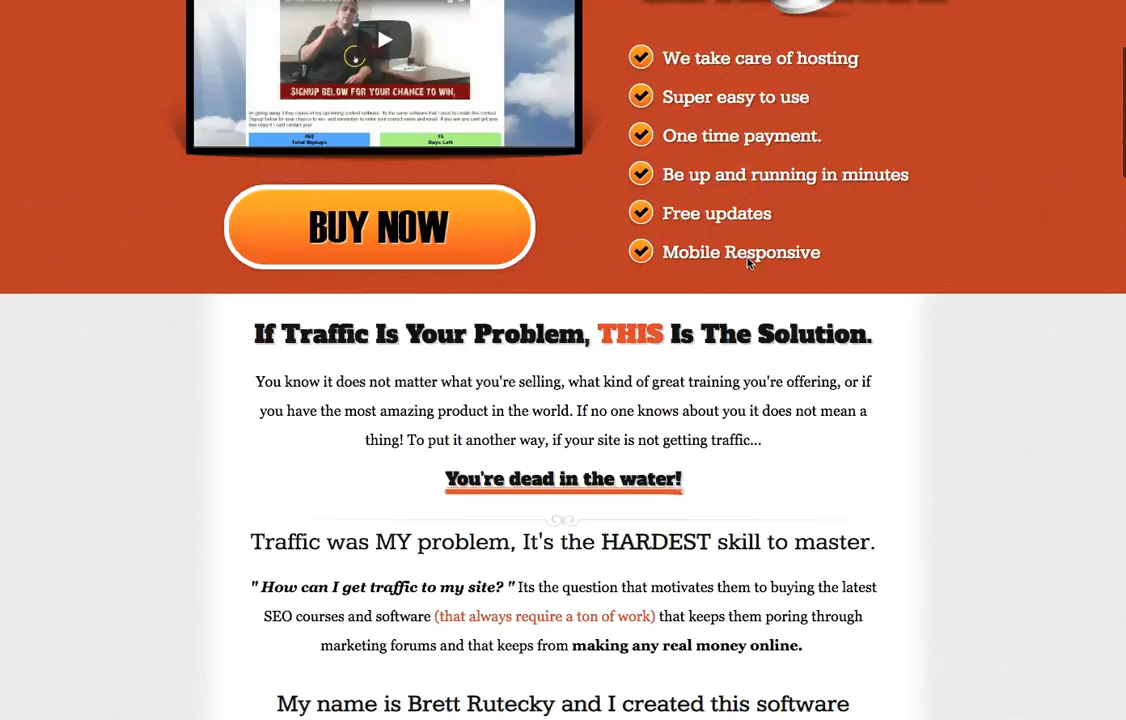 SIGNUP BELOW FOR YOUR CHANCE TO WIN,
Total Signups
Days Left
BUY NOW
We take care of hosting
Super easy to use
One time payment.
Be up and running in minutes
Free updates
Mobile Responsive
If Traffic Is Your Problem, THIS Is The Solution.
You know it does not matter what you're selling, what kind of great training you're offering, or if
you have the most amazing product in the world. If no one knows about you it does not mean a
thing! To put it another way, if your site is not getting traffic...
You're dead in the water!
Traffic was MY problem, It's the HARDEST skill to master.
" How can I get traffic to my site? " Its the question that motivates them to buying the latest
SEO courses and software (that always require a ton of work) that keeps them poring through
marketing forums and that keeps from making any real money online.
My name is Brett Rutecky and I created this software